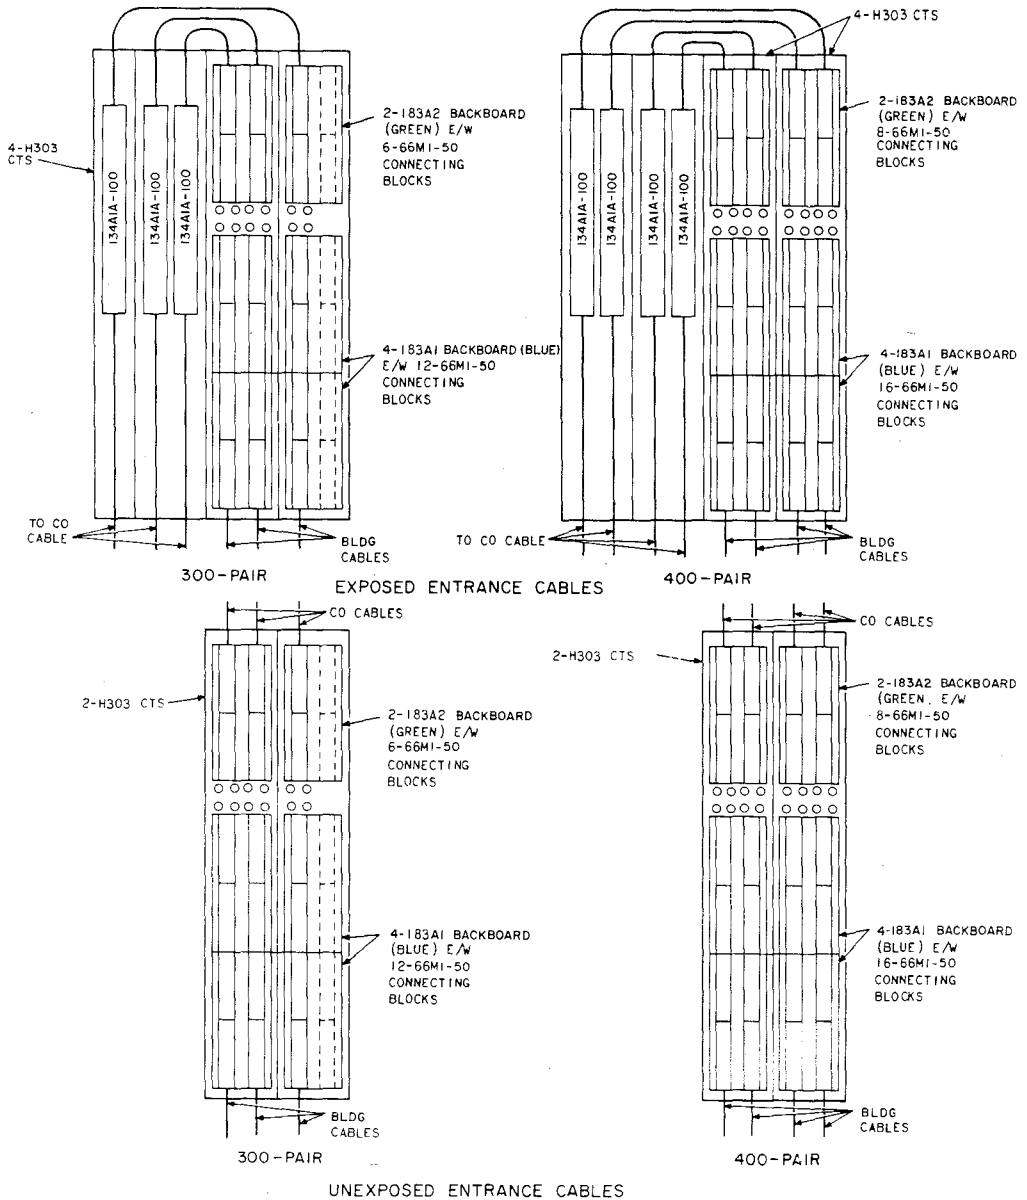 4-H303 CTS
4-H303
CTS
134A1A-100
134A1A-100
134A1A-100
2-183A2 BACKBOARD
(GREEN) E/W
6-66M1-50
CONNECTING
BLOCKS
4-183A1 BACKBOARD (BLUE)
E/W 12-66M1-50
CONNECTING
BLOCKS
TO CO
CABLE
BLDG
CABLES
300-PAIR
134A1A-100
134A1A-100
134A1A-100
134A1A-100
2-183A2 BACKBOARD
(GREEN) E/W
8-66M1-50
CONNECTING
BLOCKS
4-183A1 BACKBOARD
(BLUE) E/W
16-66M1-50
CONNECTING
BLOCKS
TO CO CABLE
BLDG
CABLES
400-PAIR
EXPOSED ENTRANCE CABLES
CO CABLES
2-H303 CTS
2-183A2 BACKBOARD
(GREEN) E/W
6-66M1-50
CONNECTING
BLOCKS
4-183A1 BACKBOARD
(BLUE) E/W
12-66M1-50
CONNECTING
BLOCKS
BLDG
CABLES
300-PAIR
CO CABLES
2-H303 CTS
2-183A2 BACKBOARD
(GREEN, E/W
8-66M1-50
CONNECTING
BLOCKS
4-183A1 BACKBOARD
(BLUE) E/W
16-66M1-50
CONNECTING
BLOCKS
BLDG
CABLES
400-PAIR
UNEXPOSED ENTRANCE CABLES